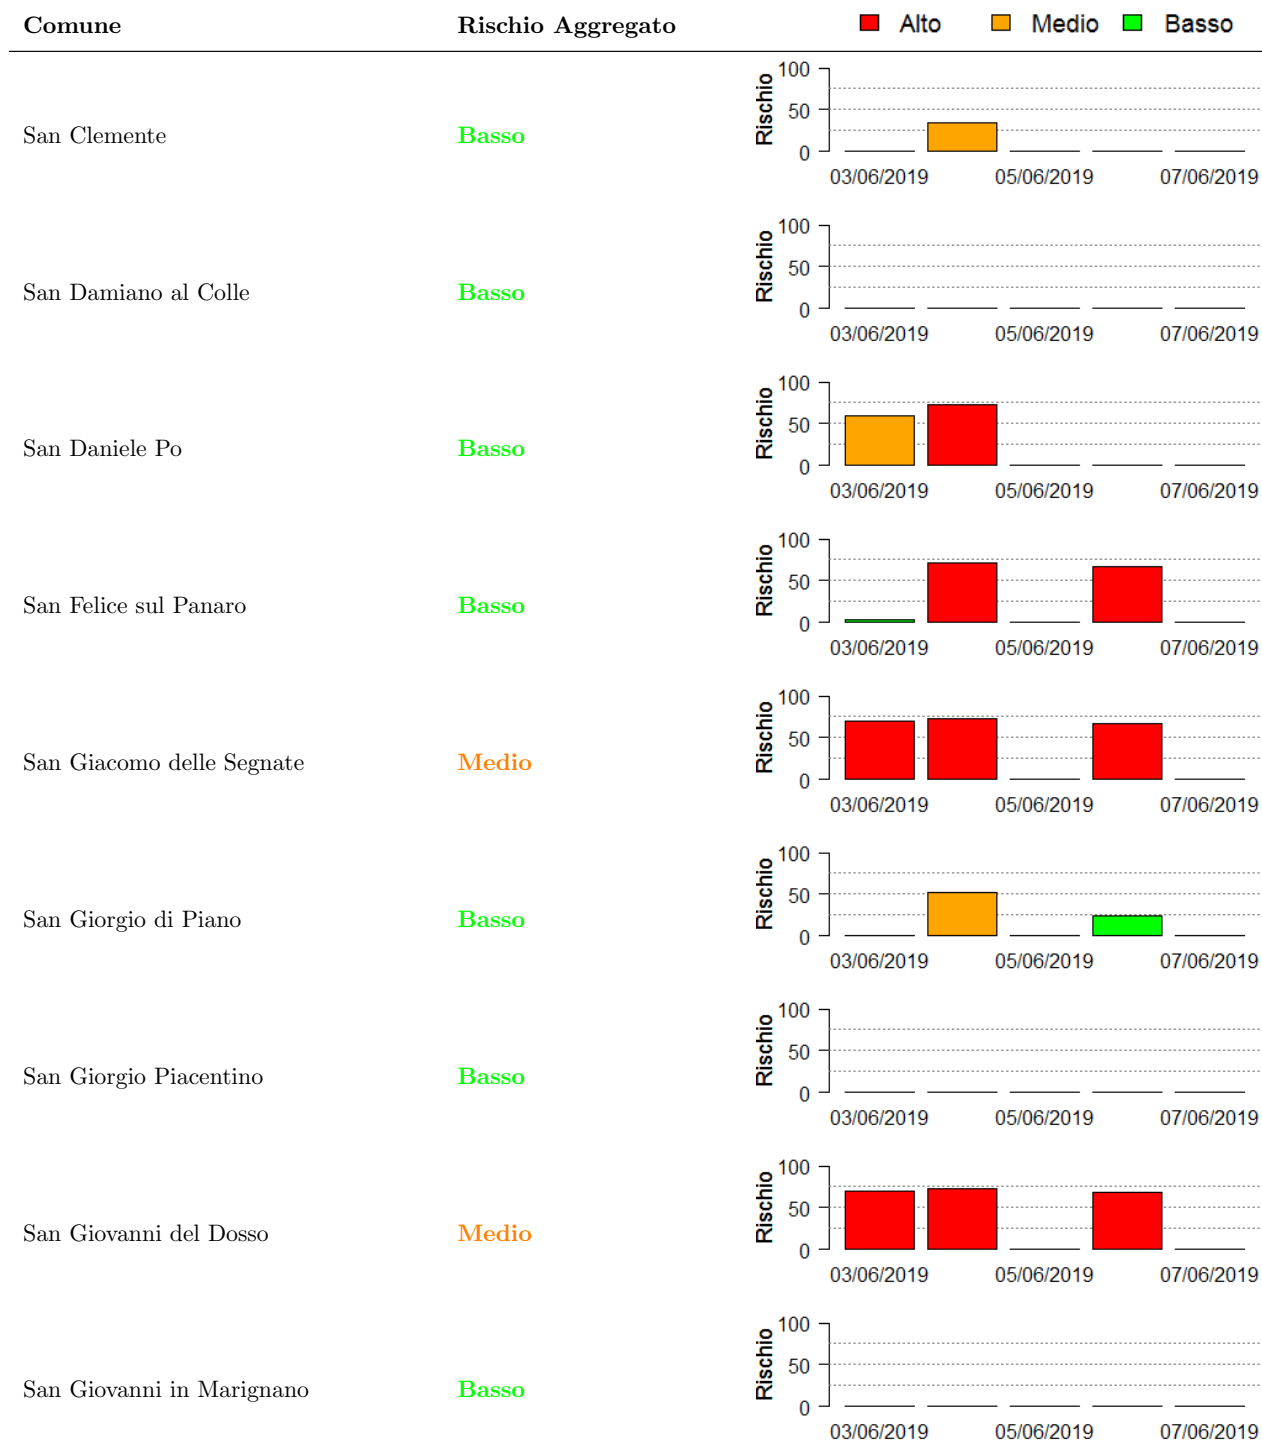 Comune Rischio Aggregato Alto Medio Basso
San Clemente Basso Rischio 100 50 0
03/06/2019 05/06/2019 07/06/2019
San Damiano al Colle Basso Rischio 100 50 0
03/06/2019 05/06/2019 07/06/2019
San Daniele Po Basso Rischio 100 50 0
03/06/2019 05/06/2019 07/06/2019
San Felice sul Panaro Basso Rischio 100 50 0
03/06/2019 05/06/2019 07/06/2019
San Giacomo delle Segnate Medio Rischio 100 50 0
03/06/2019 05/06/2019 07/06/2019
San Giorgio di Piano Basso Rischio 100 50 0
03/06/2019 05/06/2019 07/06/2019
San Giorgio Piacentino Basso Rischio 100 50 0
03/06/2019 05/06/2019 07/06/2019
San Giovanni del Dosso Medio Rischio 100 50 0
03/06/2019 05/06/2019 07/06/2019
San Giovanni in Marignano Basso Rischio 100 50 0
03/06/2019 05/06/2019 07/06/2019